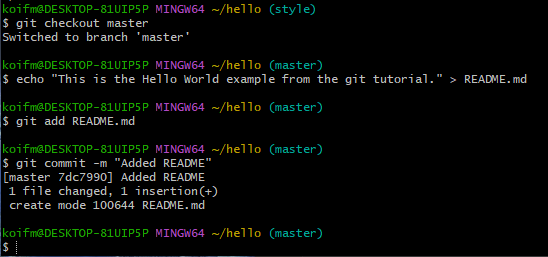 koifm@DESKTOP-81UIP5P MINGW64 ~/hello (style)
$ git checkout master
Switched to branch 'master'
koifm@DESKTOP-81UIP5P MINGW64 ~/hello (master)
$ echo "This is the Hello World example from the git tutorial." > README.md
koifm@DESKTOP-81UIP5P MINGW64 ~/hello (master)
$ git add README.md
koifm@DESKTOP-81UIP5P MINGW64 ~/hello (master)
$ git commit -m "Added README"
[master 7dc7990] Added README
 1 file changed, 1 insertion(+)
 create mode 100644 README.md
koifm@DESKTOP-81UIP5P MINGW64 ~/hello (master)
$